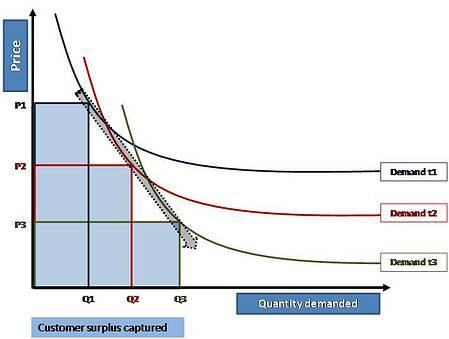 Price
P1
P2
P3
Demand t1
Demand t2
Demand t3
Q1 Q2 Q3
Quantity demanded
Customer surplus captured